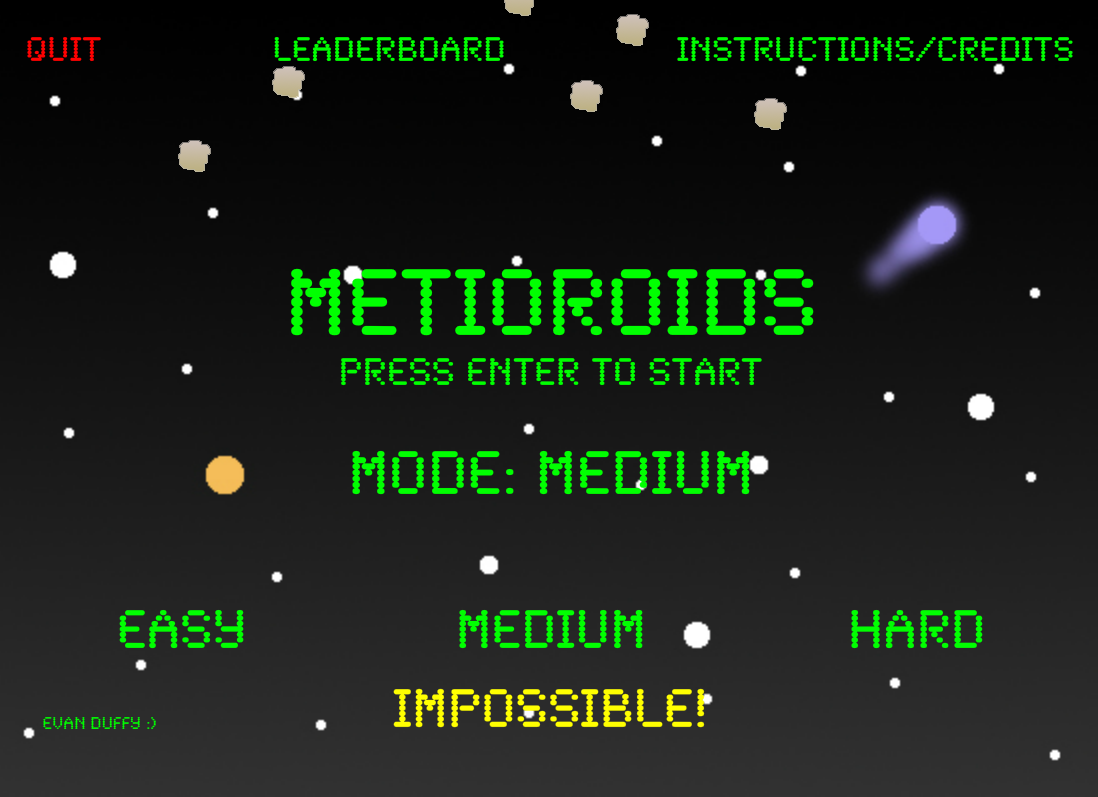 QUIT
LEADERBOARD
INSTRUCTIONS/CREDITS
METIOROIDS
PRESS ENTER TO START
MODE: MEDIUM
EASY
MEDIUM
HARD
IMPOSSIBLE!
EVAN DUFFY :)